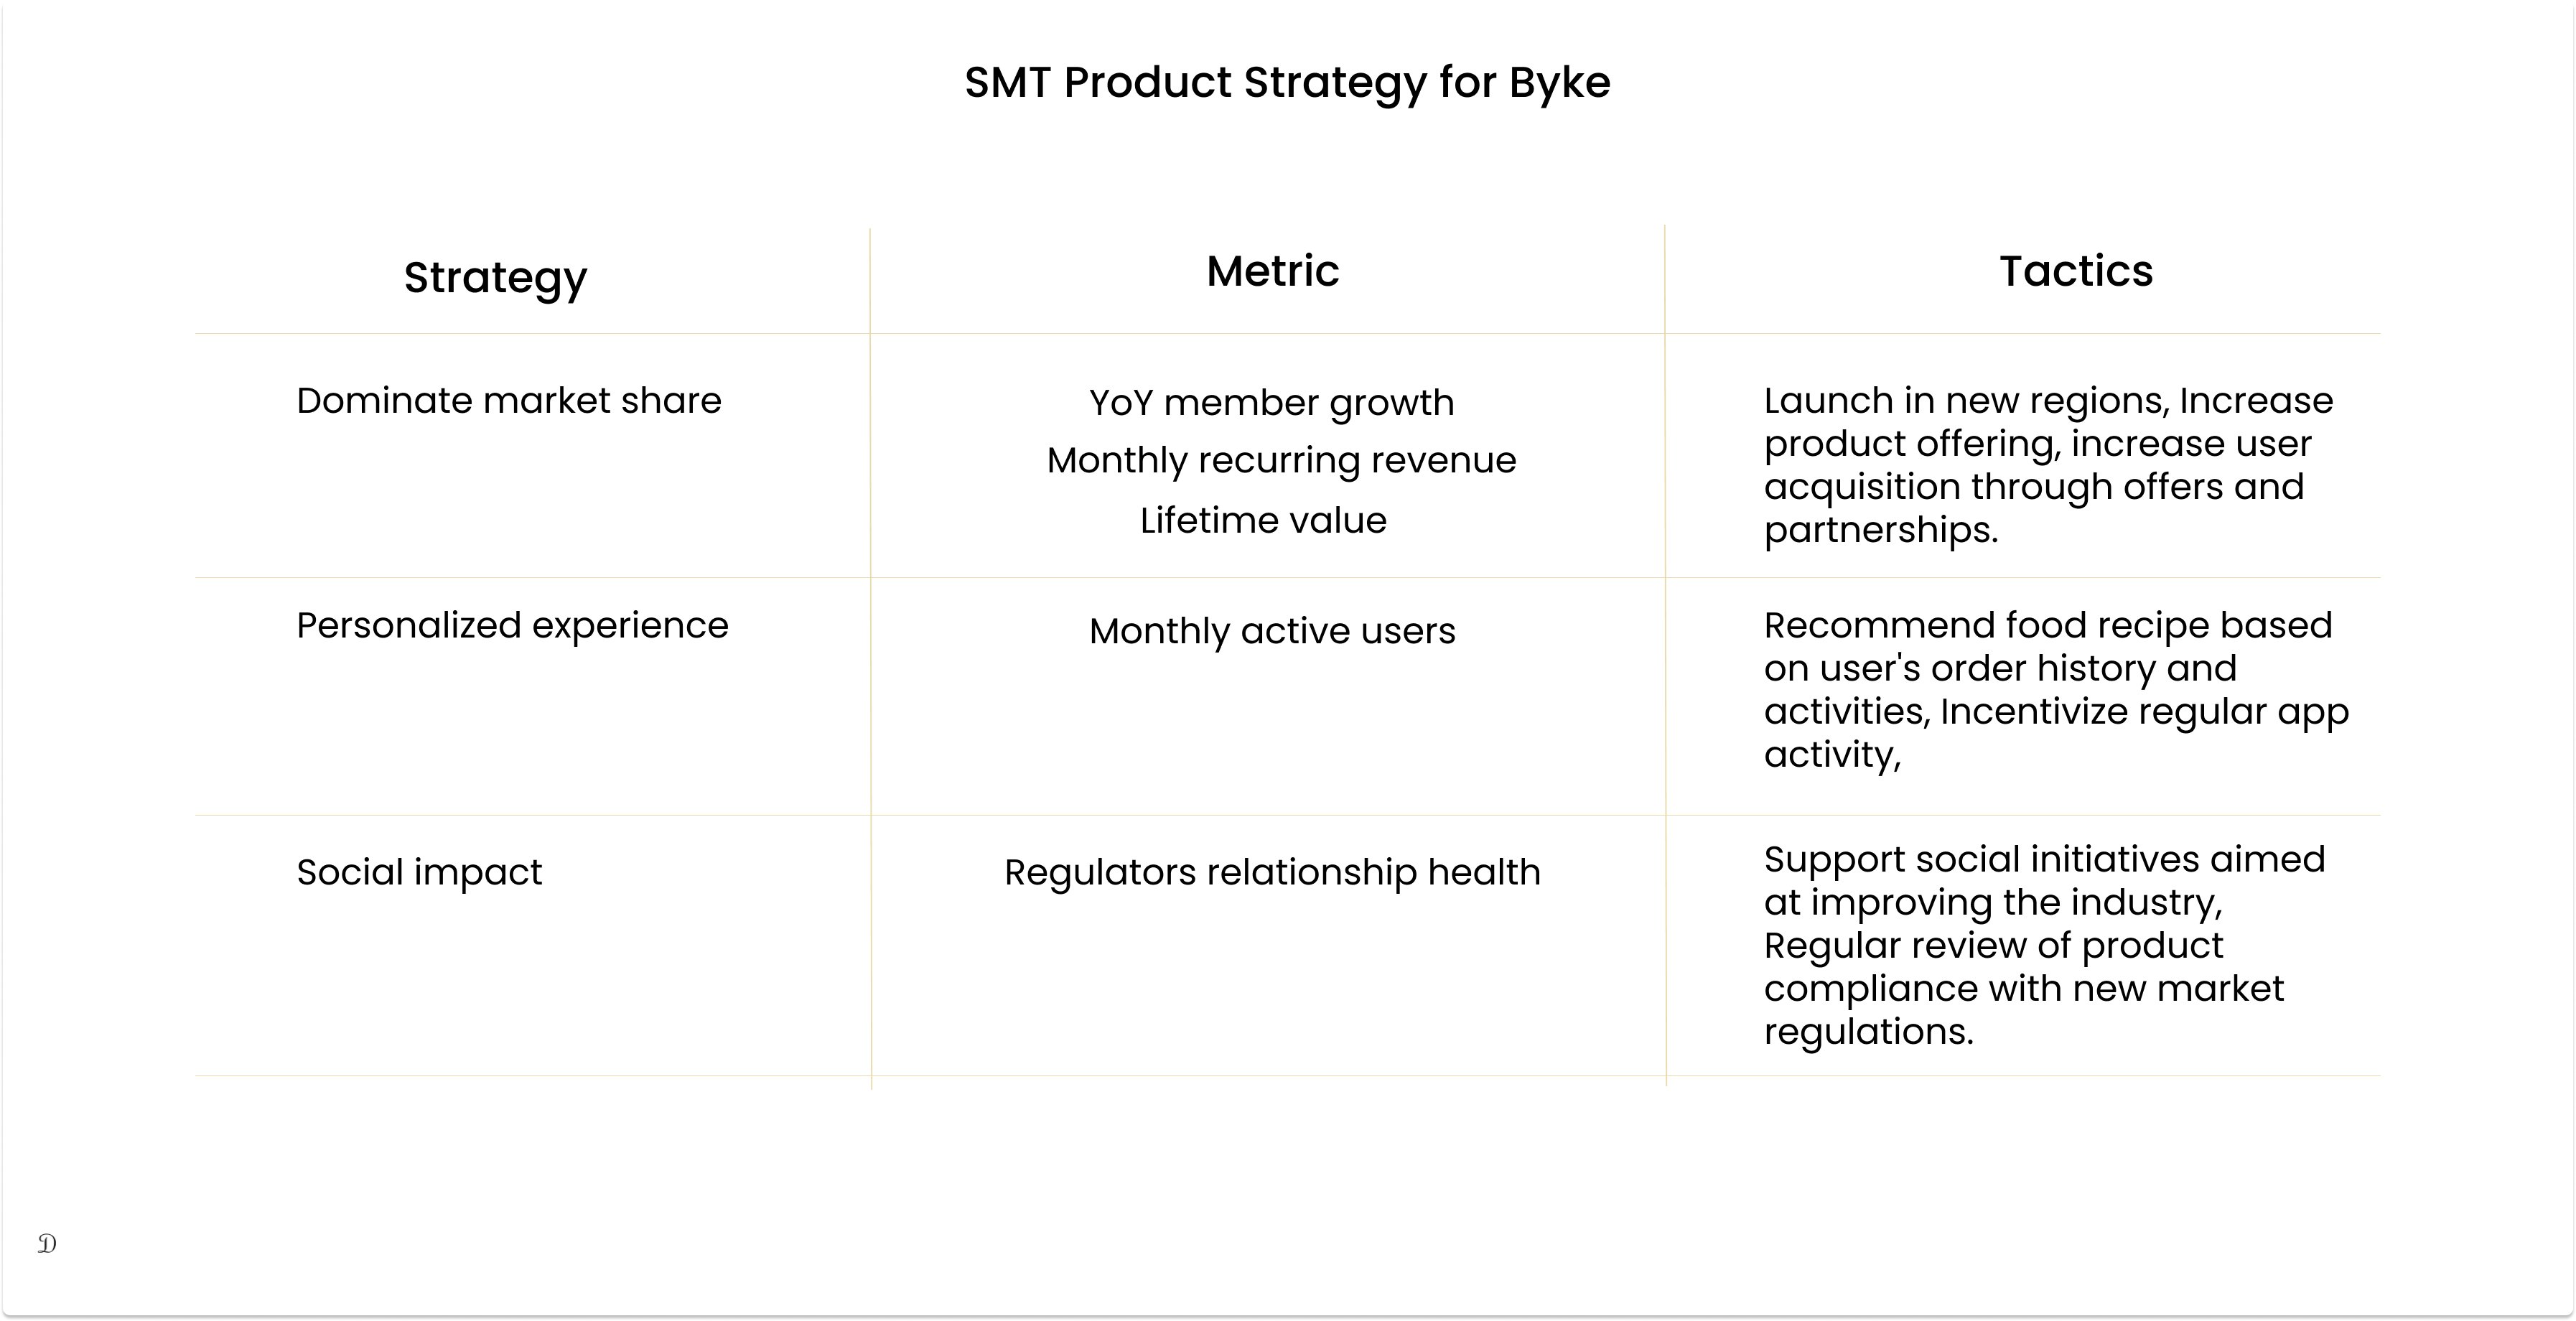 SMT Product Strategy for Byke
Strategy
Metric
Tactics
Dominate market share
YoY member growth
Monthly recurring revenue
Lifetime value
Launch in new regions, Increase
product offering, increase user
acquisition through offers and
partnerships.
Personalized experience
Monthly active users
Recommend food recipe based
on user's order history and
activities, Incentivize regular app
activity,
Social impact
Regulators relationship health
Support social initiatives aimed
at improving the industry,
Regular review of product
compliance with new market
regulations.
𝒟